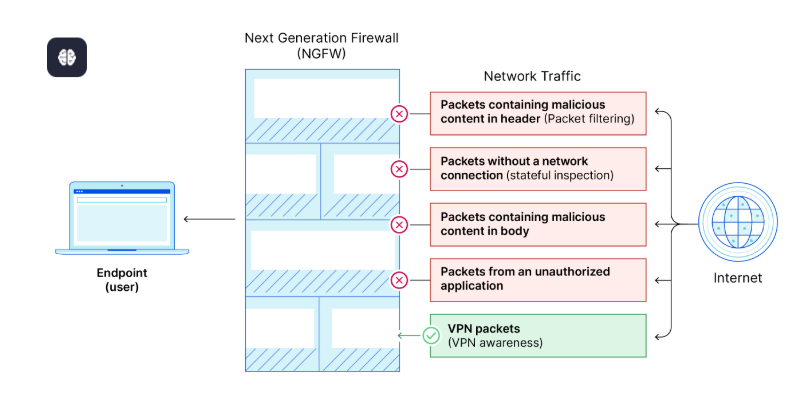 Next Generation Firewall
(NGFW)
Network Traffic
Packets containing malicious
content in header (Packet filtering)
Packets without a network
connection (stateful inspection)
Packets containing malicious
content in body
Packets from an unauthorized
application
VPN packets
(VPN awareness)
Endpoint
(user)
Internet